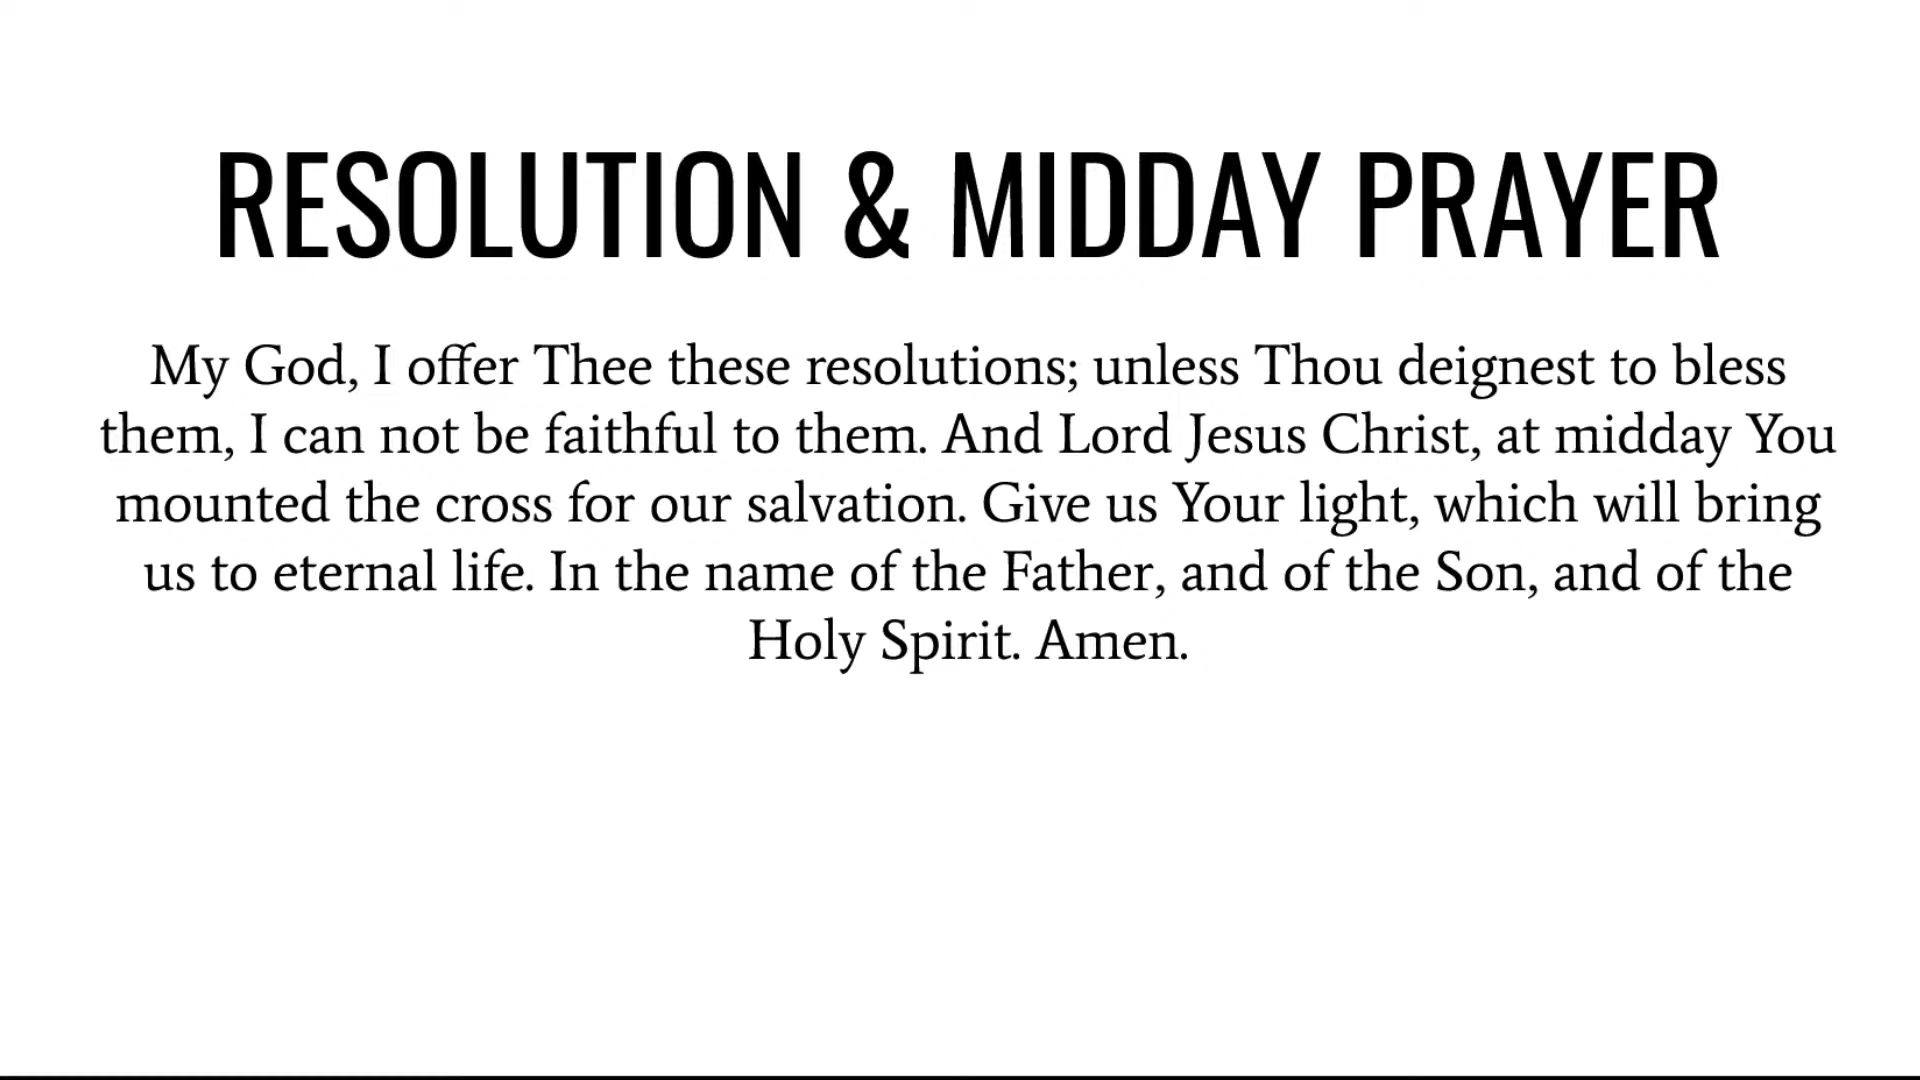 RESOLUTION & MIDDAY PRAYER
My God, I offer Thee these resolutions; unless Thou deignest to bless
them, I can not be faithful to them. And Lord Jesus Christ, at midday You
mounted the cross for our salvation. Give us Your light, which will bring
us to eternal life. In the name of the Father, and of the Son, and of the
Holy Spirit. Amen.